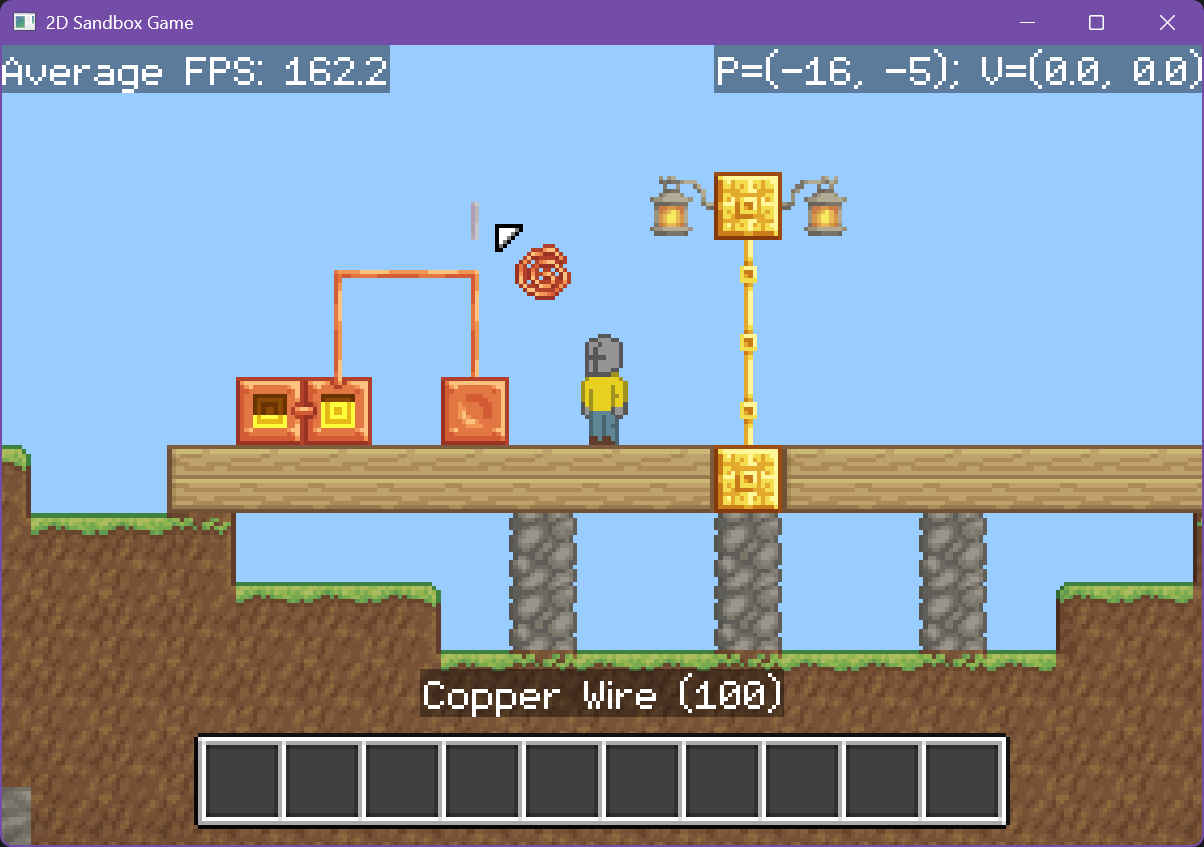 2D Sandbox Game
Average FPS: 162.2
P=(-16, -5); V=(0.0, 0.0)
Copper Wire (100)